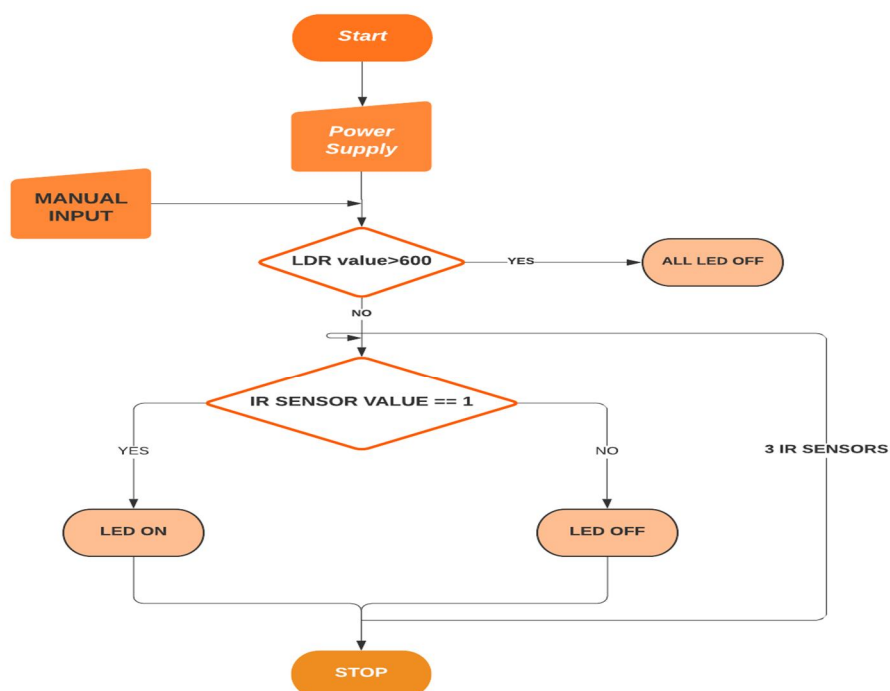 Start
Power
Supply
MANUAL
INPUT
LDR value>600
YES
ALL LED OFF
NO
IR SENSOR VALUE == 1
YES
NO
3 IR SENSORS
LED ON
LED OFF
STOP